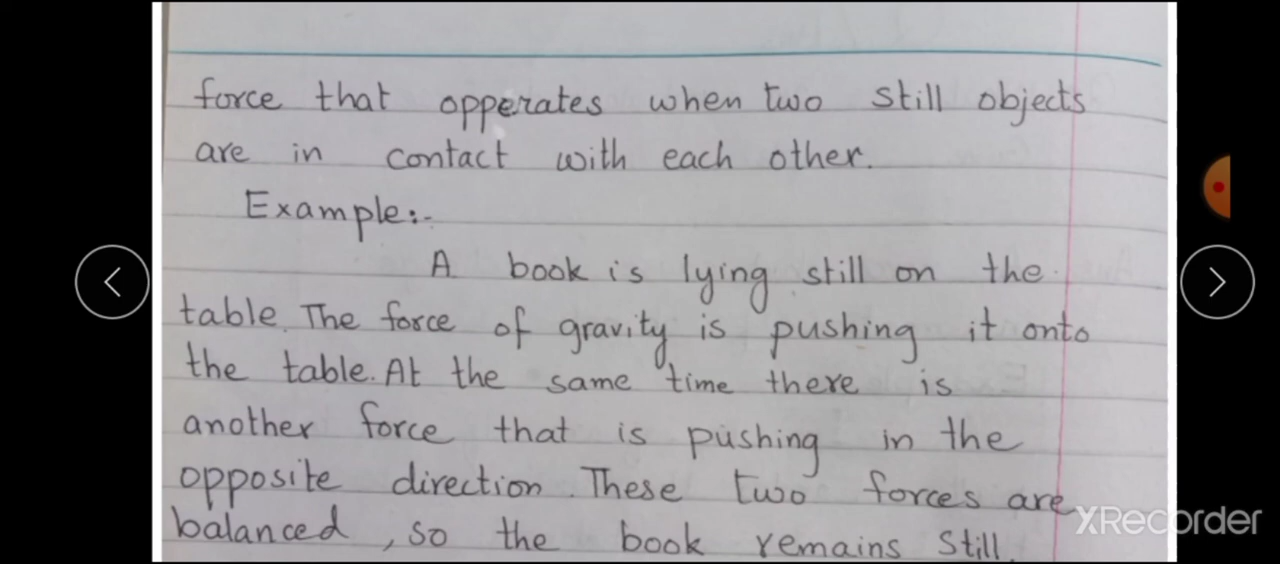 force that opperates when two still objects
are in contact with each other.
Example:-
A book is lying still on the
table. The force of gravity is pushing it onto
the table. At the same time there is
another force that is pushing in the
opposite direction. These two forces are
balanced, so the book remains still.
XRecorder